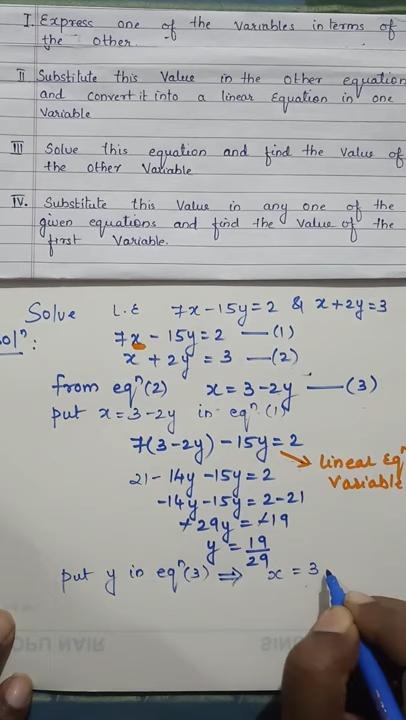 I. Express one of the variables in terms of
the other.
II Substitute this Value in the other equation
and convert it into a linear Equation in one
Variable
III Solve this equation and find the Value of
the other Variable
IV. Substitute this Value in any one of the
given equations and find the Value of the
first Variable.
Solve L.E 7x-15y=2 & x+2y=3
Solⁿ:
7x - 15y = 2 —(1)
x + 2y = 3 —(2)
from eqⁿ(2) x = 3-2y —(3)
put x = 3-2y in eqⁿ(1)
7(3-2y) - 15y = 2
linear Eqⁿ
Variable
21 - 14y - 15y = 2
-14y - 15y = 2-21
-29y = -19
y = 19/29
put y in eqⁿ(3) ⇒ x = 3
OPU NAIR